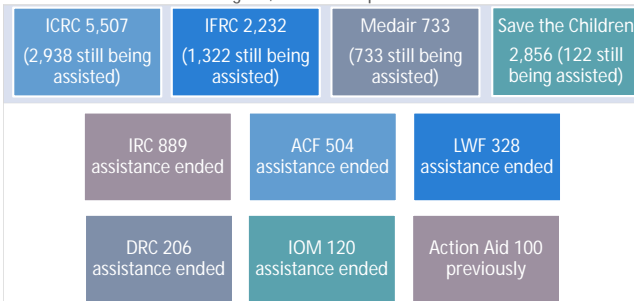 ICRC 5,507
(2,938 still being
assisted)
IFRC 2,232
(1,322 still being
assisted)
Medair 733
(733 still being
assisted)
Save the Children
2,856 (122 still
being assisted)
IRC 889
assistance ended
ACF 504
assistance ended
LWF 328
assistance ended
DRC 206
assistance ended
IOM 120
assistance ended
Action Aid 100
previously